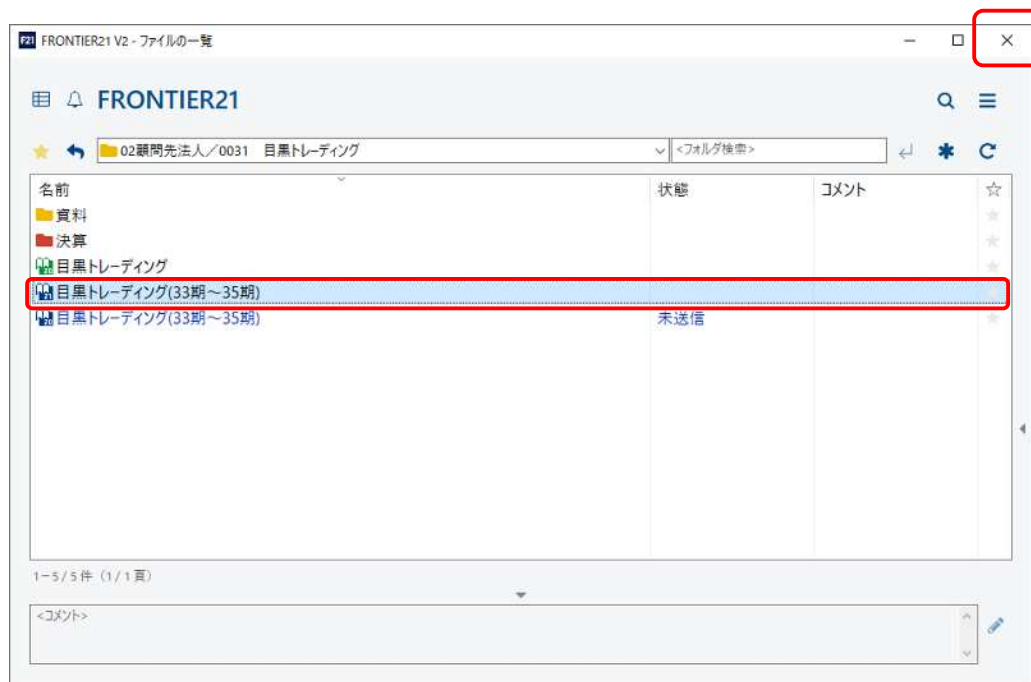 F21 FRONTIER21 V2 - ファイルの一覧
FRONTIER21
02顧問先法人／0031 目黒トレーディング <フォルダ検索>
名前 状態 コメント
資料
決算
目黒トレーディング
目黒トレーディング(33期～35期)
目黒トレーディング(33期～35期) 未送信
1－5/5件（1/1頁）
<コメント>